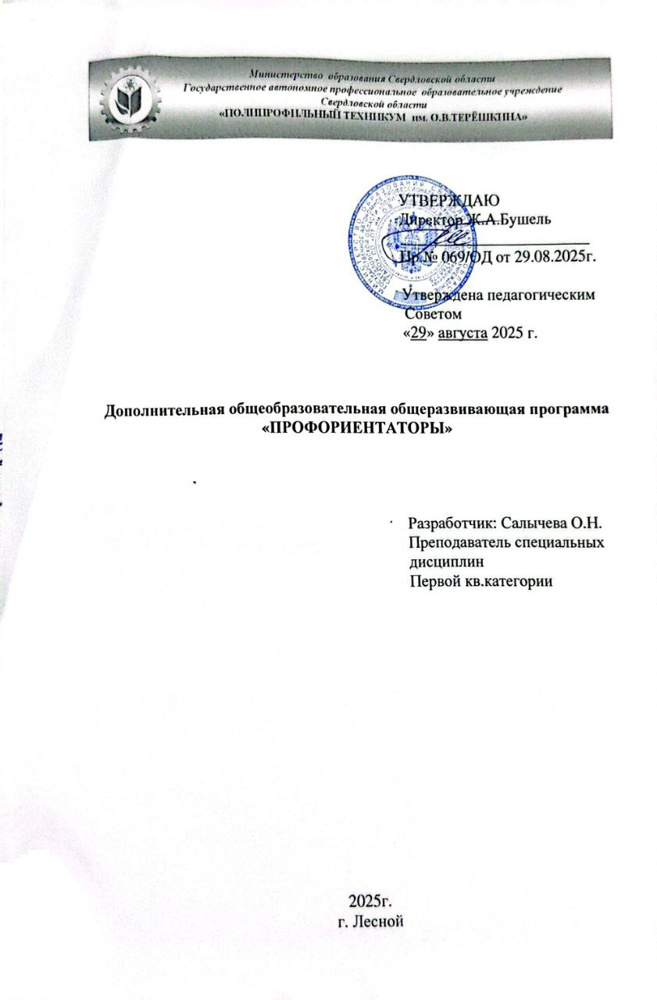 Министерство образования Свердловской области
Государственное автономное профессиональное образовательное учреждение
Свердловской области
«ПОЛИПРОФИЛЬНЫЙ ТЕХНИКУМ им. О.В.ТЕРЁШКИНА»
УТВЕРЖДАЮ
Директор Ж.А.Бушель
Пр.№ 069/ОД от 29.08.2025г.
Утверждена педагогическим
Советом
«29» августа 2025 г.
Дополнительная общеобразовательная общеразвивающая программа
«ПРОФОРИЕНТАТОРЫ»
Разработчик: Салычева О.Н.
Преподаватель специальных
дисциплин
Первой кв.категории
2025г.
г. Лесной